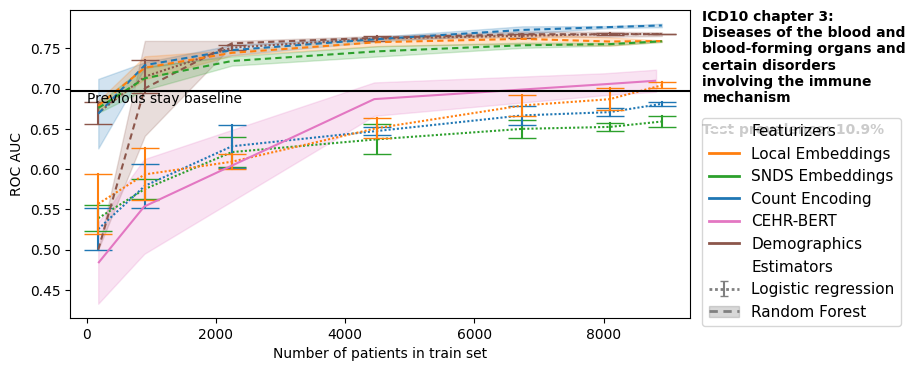 ICD10 chapter 3:
Diseases of the blood and
blood-forming organs and
certain disorders
involving the immune
mechanism
10.9%
Featurizers
Local Embeddings
SNDS Embeddings
Count Encoding
CEHR-BERT
Demographics
Estimators
Logistic regression
Random Forest
Previous stay baseline
ROC AUC
0.75
0.70
0.65
0.60
0.55
0.50
0.45
0 2000 4000 6000 8000
Number of patients in train set